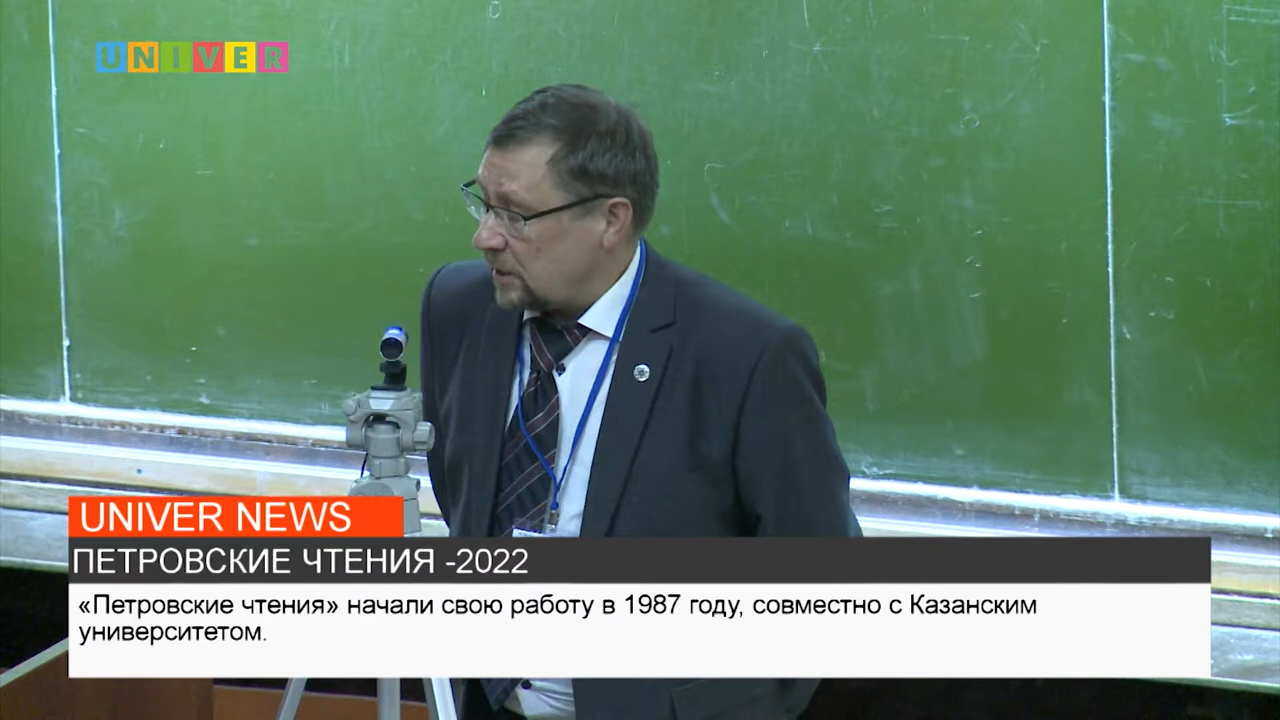 UNIVER
UNIVER NEWS
ПЕТРОВСКИЕ ЧТЕНИЯ -2022
«Петровские чтения» начали свою работу в 1987 году, совместно с Казанским
университетом.